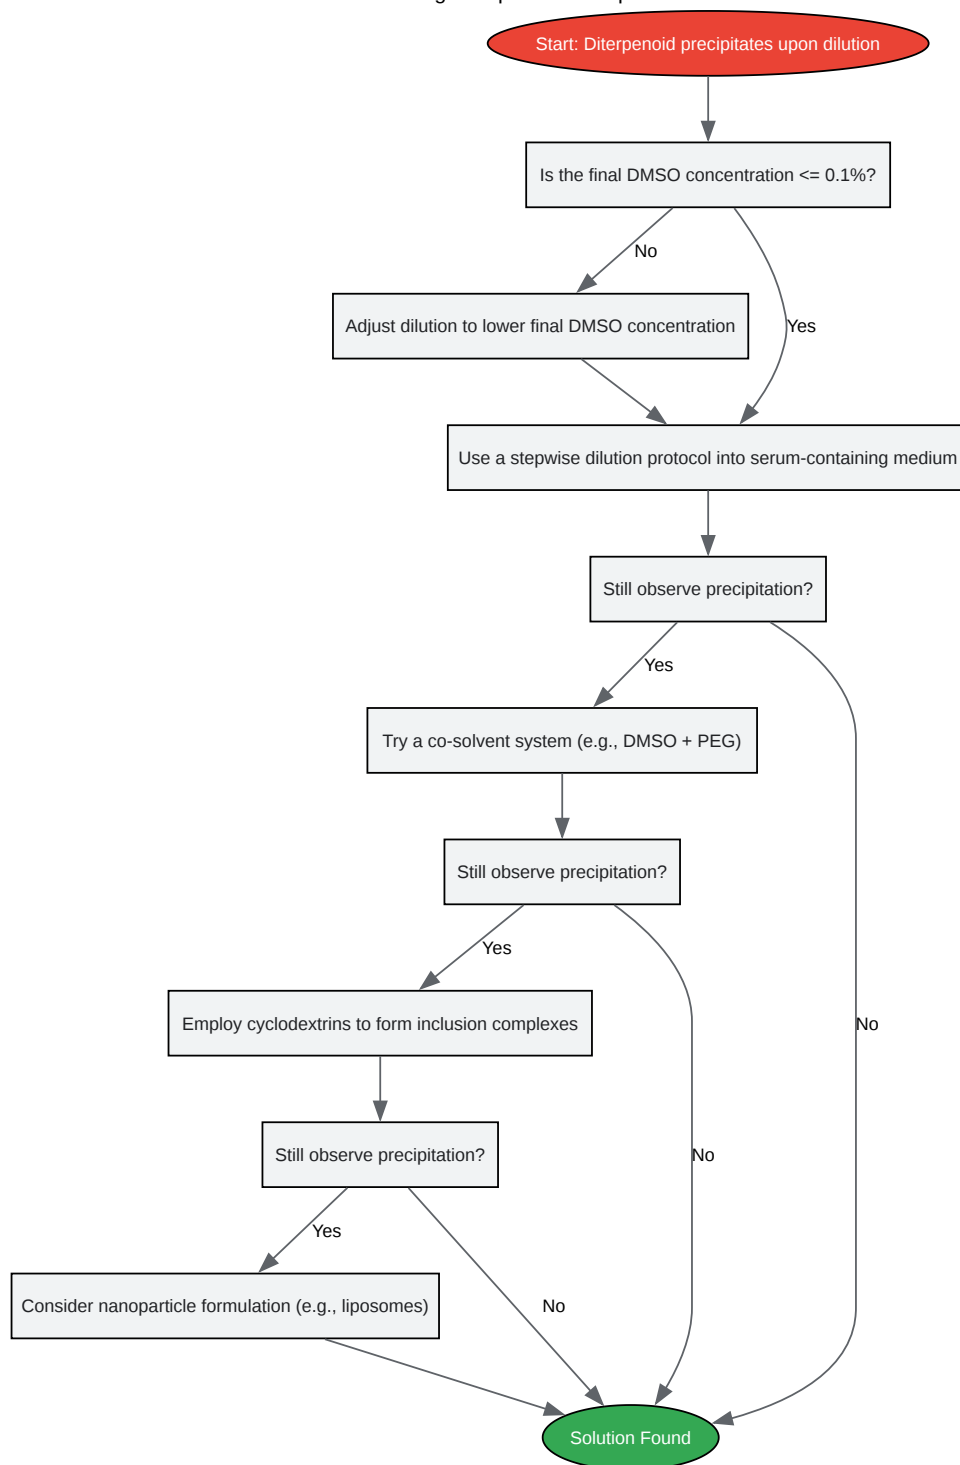 Start: Diterpenoid precipitates upon dilution
Is the final DMSO concentration <= 0.1%?
No
Adjust dilution to lower final DMSO concentration
Yes
Use a stepwise dilution protocol into serum-containing medium
Still observe precipitation?
Yes
Try a co-solvent system (e.g., DMSO + PEG)
Still observe precipitation?
Yes
Employ cyclodextrins to form inclusion complexes
No
Still observe precipitation?
No
Yes
Consider nanoparticle formulation (e.g., liposomes)
No
Solution Found